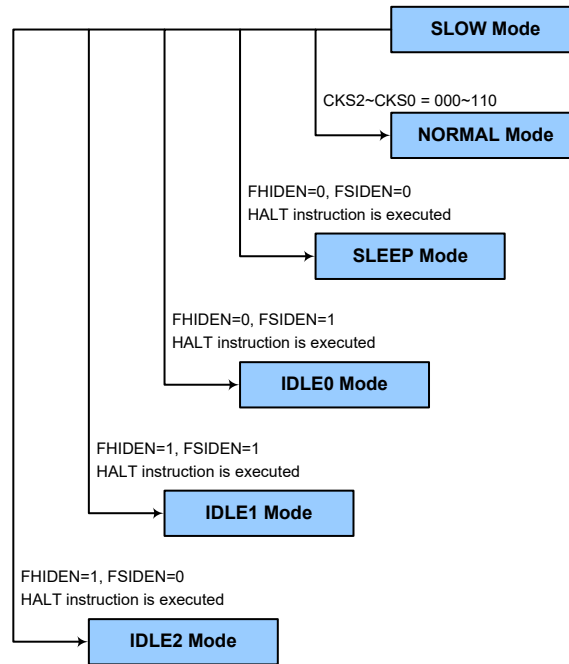 SLOW Mode
CKS2~CKS0 = 000~110
NORMAL Mode
FHIDEN=0, FSIDEN=0
HALT instruction is executed
SLEEP Mode
FHIDEN=0, FSIDEN=1
HALT instruction is executed
IDLE0 Mode
FHIDEN=1, FSIDEN=1
HALT instruction is executed
IDLE1 Mode
FHIDEN=1, FSIDEN=0
HALT instruction is executed
IDLE2 Mode